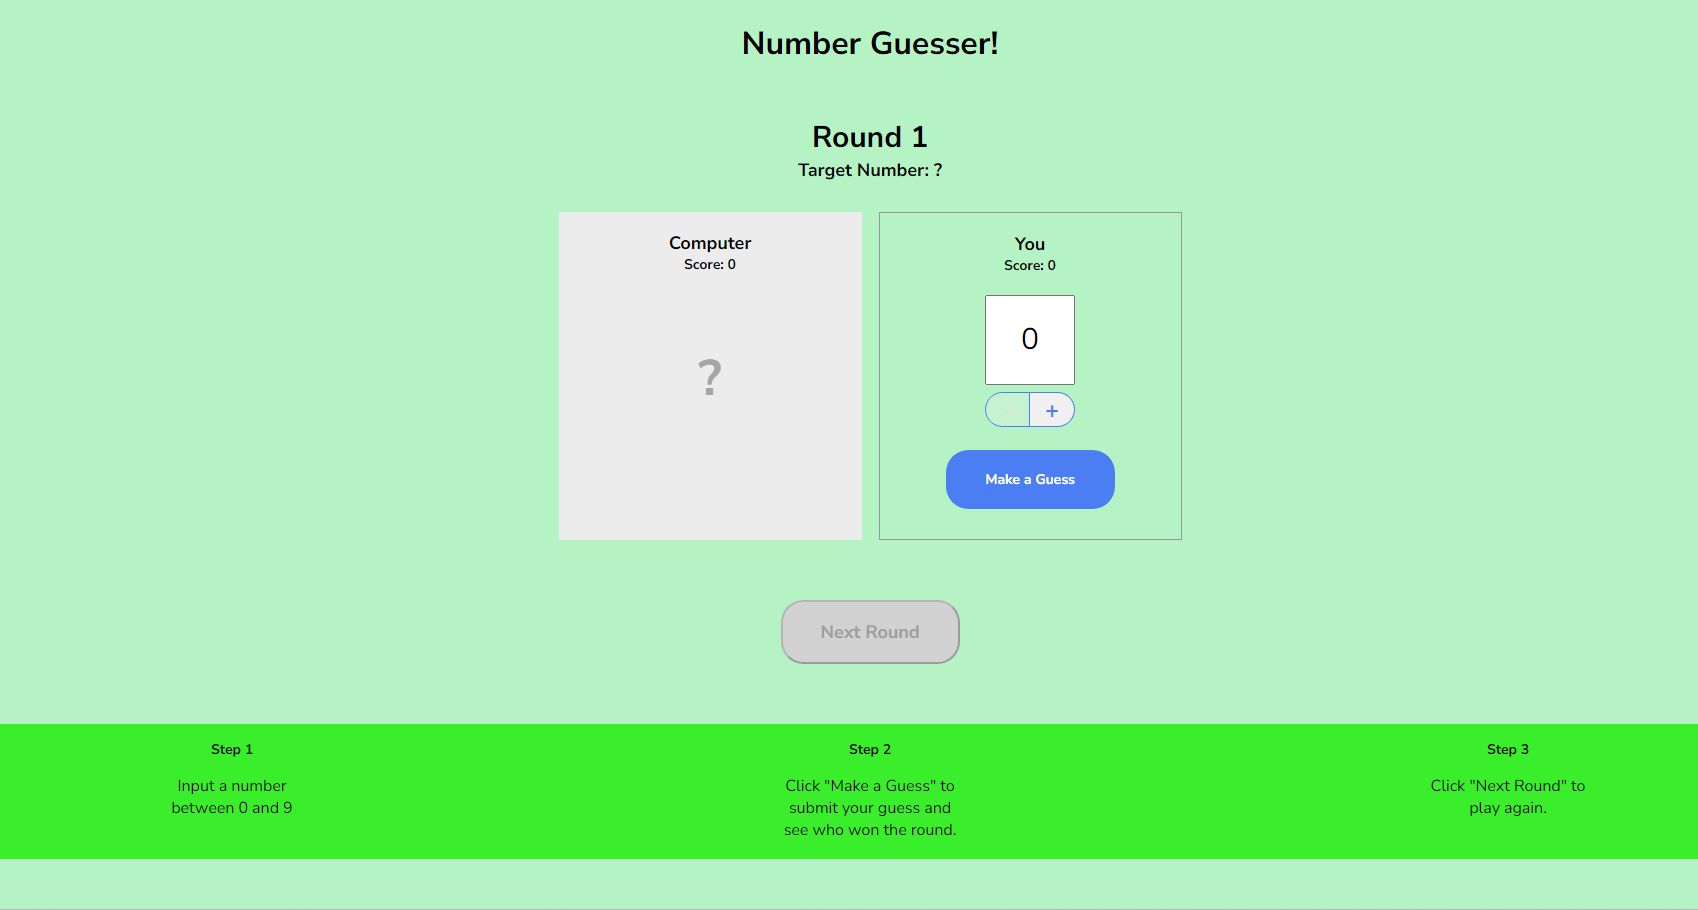 Number Guesser!
Round 1
Target Number: ?
Computer
Score: 0
?
You
Score: 0
0
+
Make a Guess
Next Round
Step 1
Input a number
between 0 and 9
Step 2
Click "Make a Guess" to
submit your guess and
see who won the round.
Step 3
Click "Next Round" to
play again.